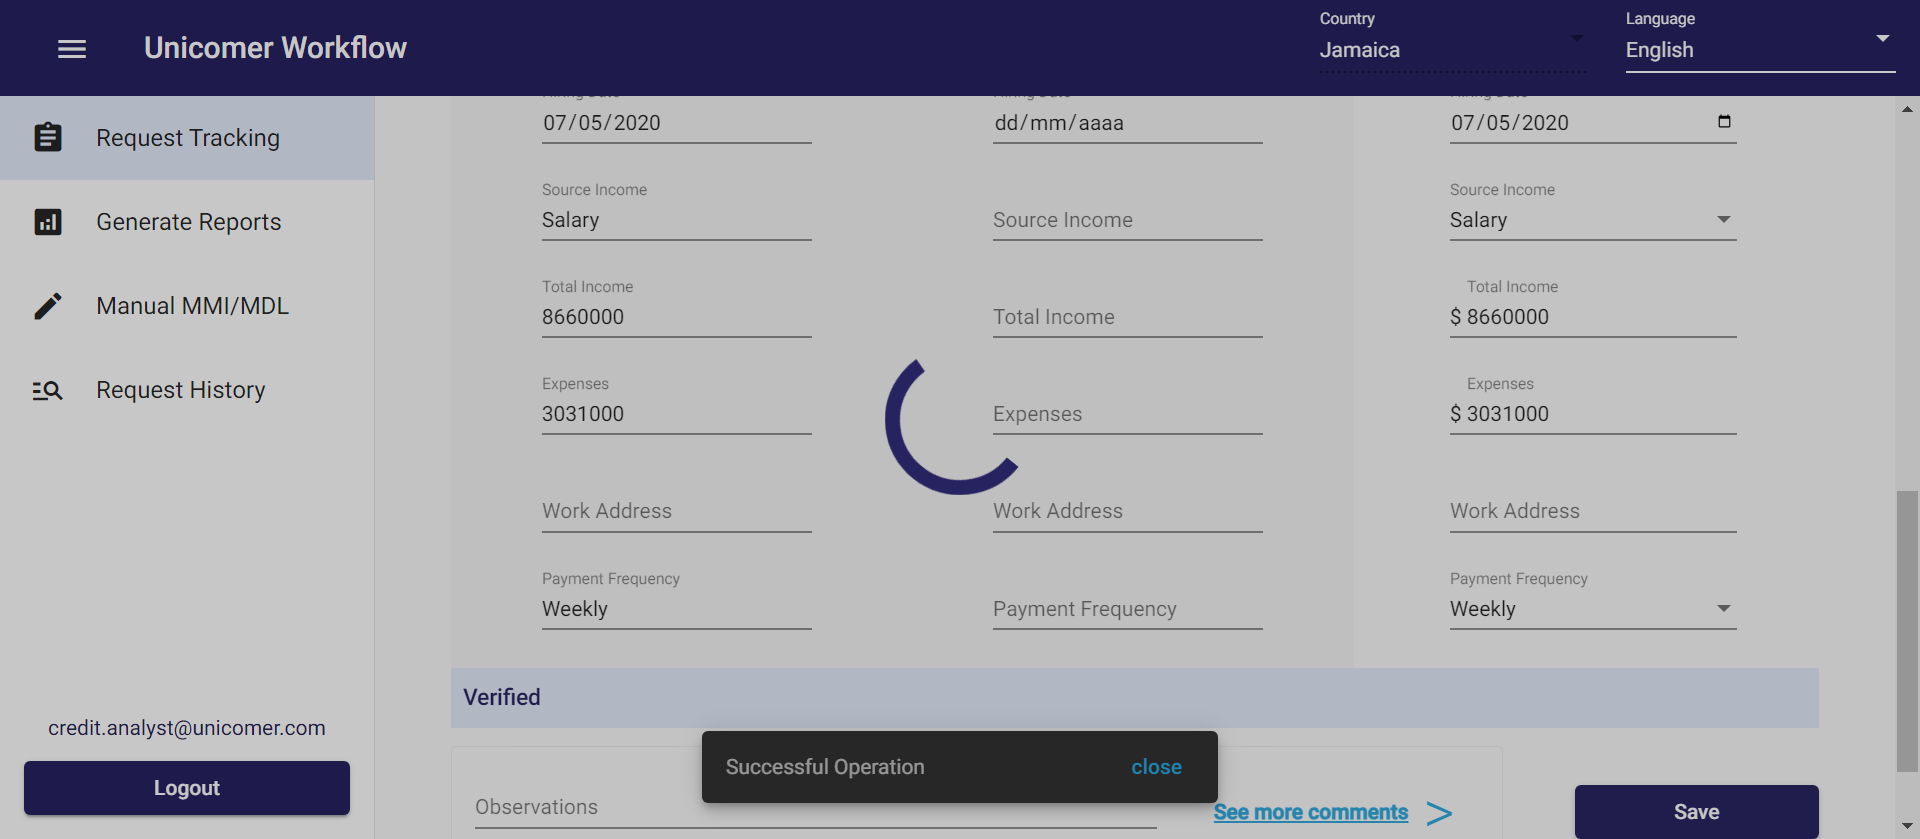 Unicomer Workflow
Country
Jamaica
Language
English
Request Tracking
Generate Reports
Manual MMI/MDL
Request History
credit.analyst@unicomer.com
Logout
07/05/2020
dd/mm/aaaa
07/05/2020
Source Income
Salary
Source Income
Source Income
Salary
Total Income
8660000
Total Income
Total Income
$ 8660000
Expenses
3031000
Expenses
Expenses
$ 3031000
Work Address
Work Address
Work Address
Payment Frequency
Weekly
Payment Frequency
Payment Frequency
Weekly
Verified
Successful Operation
close
Observations
See more comments
Save